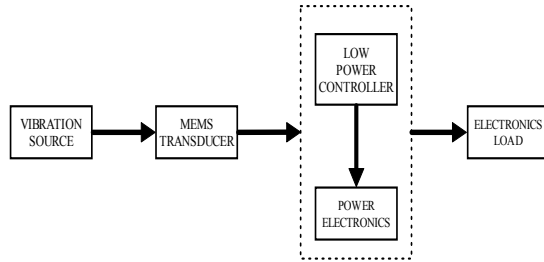 VIBRATION
SOURCE
MEMS
TRANSDUCER
LOW
POWER
CONTROLLER
POWER
ELECTRONICS
ELECTRONICS
LOAD